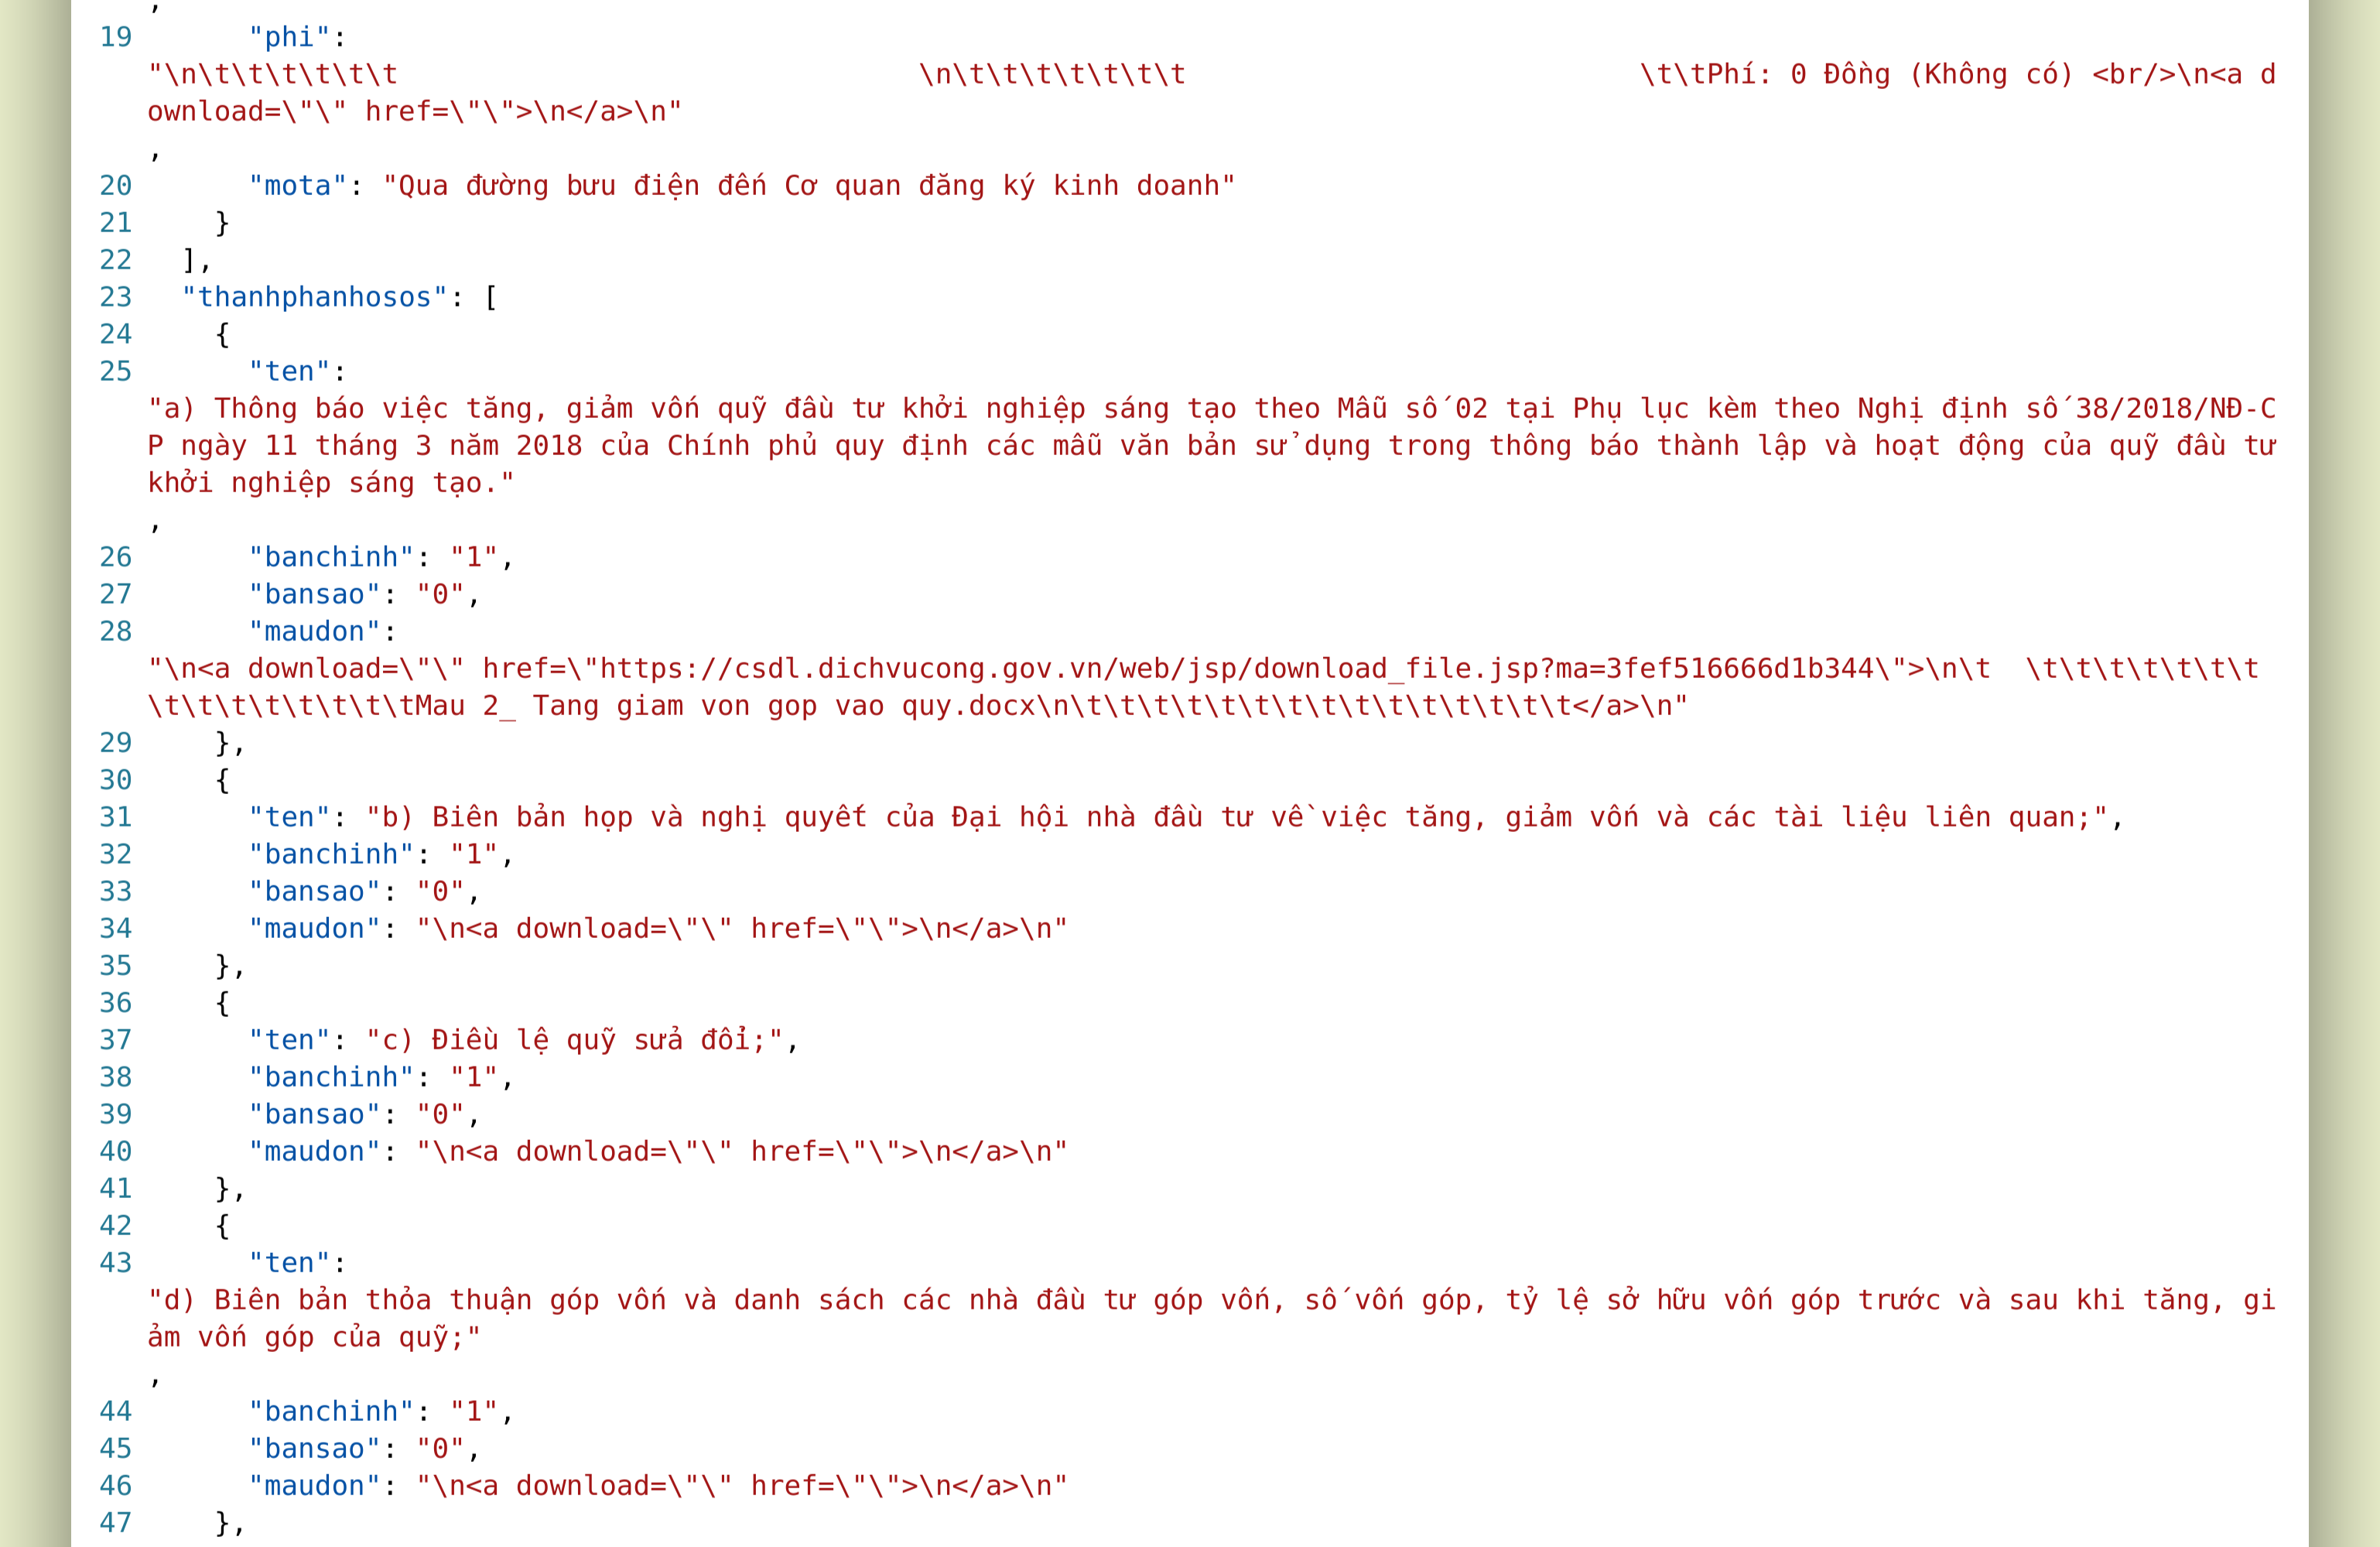 ,
19 "phi":
"\n\t\t\t\t\t\t \n\t\t\t\t\t\t\t \t\tPhí: 0 Đồng (Không có) <br/>\n<a d
ownload=\"\" href=\"\">\n</a>\n"
,
20 "mota": "Qua đường bưu điện đến Cơ quan đăng ký kinh doanh"
21 }
22 ],
23 "thanhphanhosos": [
24 {
25 "ten":
"a) Thông báo việc tăng, giảm vốn quỹ đầu tư khởi nghiệp sáng tạo theo Mẫu số 02 tại Phụ lục kèm theo Nghị định số 38/2018/NĐ-C
P ngày 11 tháng 3 năm 2018 của Chính phủ quy định các mẫu văn bản sử dụng trong thông báo thành lập và hoạt động của quỹ đầu tư
khởi nghiệp sáng tạo."
,
26 "banchinh": "1",
27 "bansao": "0",
28 "maudon":
"\n<a download=\"\" href=\"https://csdl.dichvucong.gov.vn/web/jsp/download_file.jsp?ma=3fef516666d1b344\">\n\t \t\t\t\t\t\t\t
\t\t\t\t\t\t\t\tMau 2_ Tang giam von gop vao quy.docx\n\t\t\t\t\t\t\t\t\t\t\t\t\t\t\t</a>\n"
29 },
30 {
31 "ten": "b) Biên bản họp và nghị quyết của Đại hội nhà đầu tư về việc tăng, giảm vốn và các tài liệu liên quan;",
32 "banchinh": "1",
33 "bansao": "0",
34 "maudon": "\n<a download=\"\" href=\"\">\n</a>\n"
35 },
36 {
37 "ten": "c) Điều lệ quỹ sửa đổi;",
38 "banchinh": "1",
39 "bansao": "0",
40 "maudon": "\n<a download=\"\" href=\"\">\n</a>\n"
41 },
42 {
43 "ten":
"d) Biên bản thỏa thuận góp vốn và danh sách các nhà đầu tư góp vốn, số vốn góp, tỷ lệ sở hữu vốn góp trước và sau khi tăng, gi
ảm vốn góp của quỹ;"
,
44 "banchinh": "1",
45 "bansao": "0",
46 "maudon": "\n<a download=\"\" href=\"\">\n</a>\n"
47 },